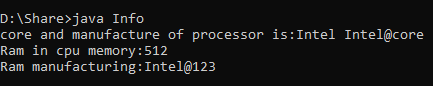 D:\Share>java Info
core and manufacture of processor is:Intel Intel@core
Ram in cpu memory:512
Ram manufacturing:Intel@123